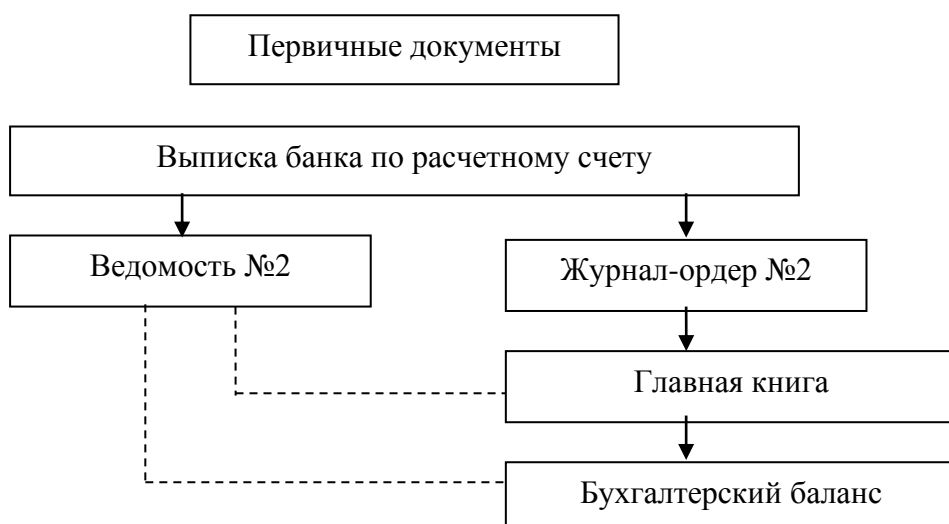 Первичные документы
Выписка банка по расчетному счету
Ведомость №2
Журнал-ордер №2
Главная книга
Бухгалтерский баланс